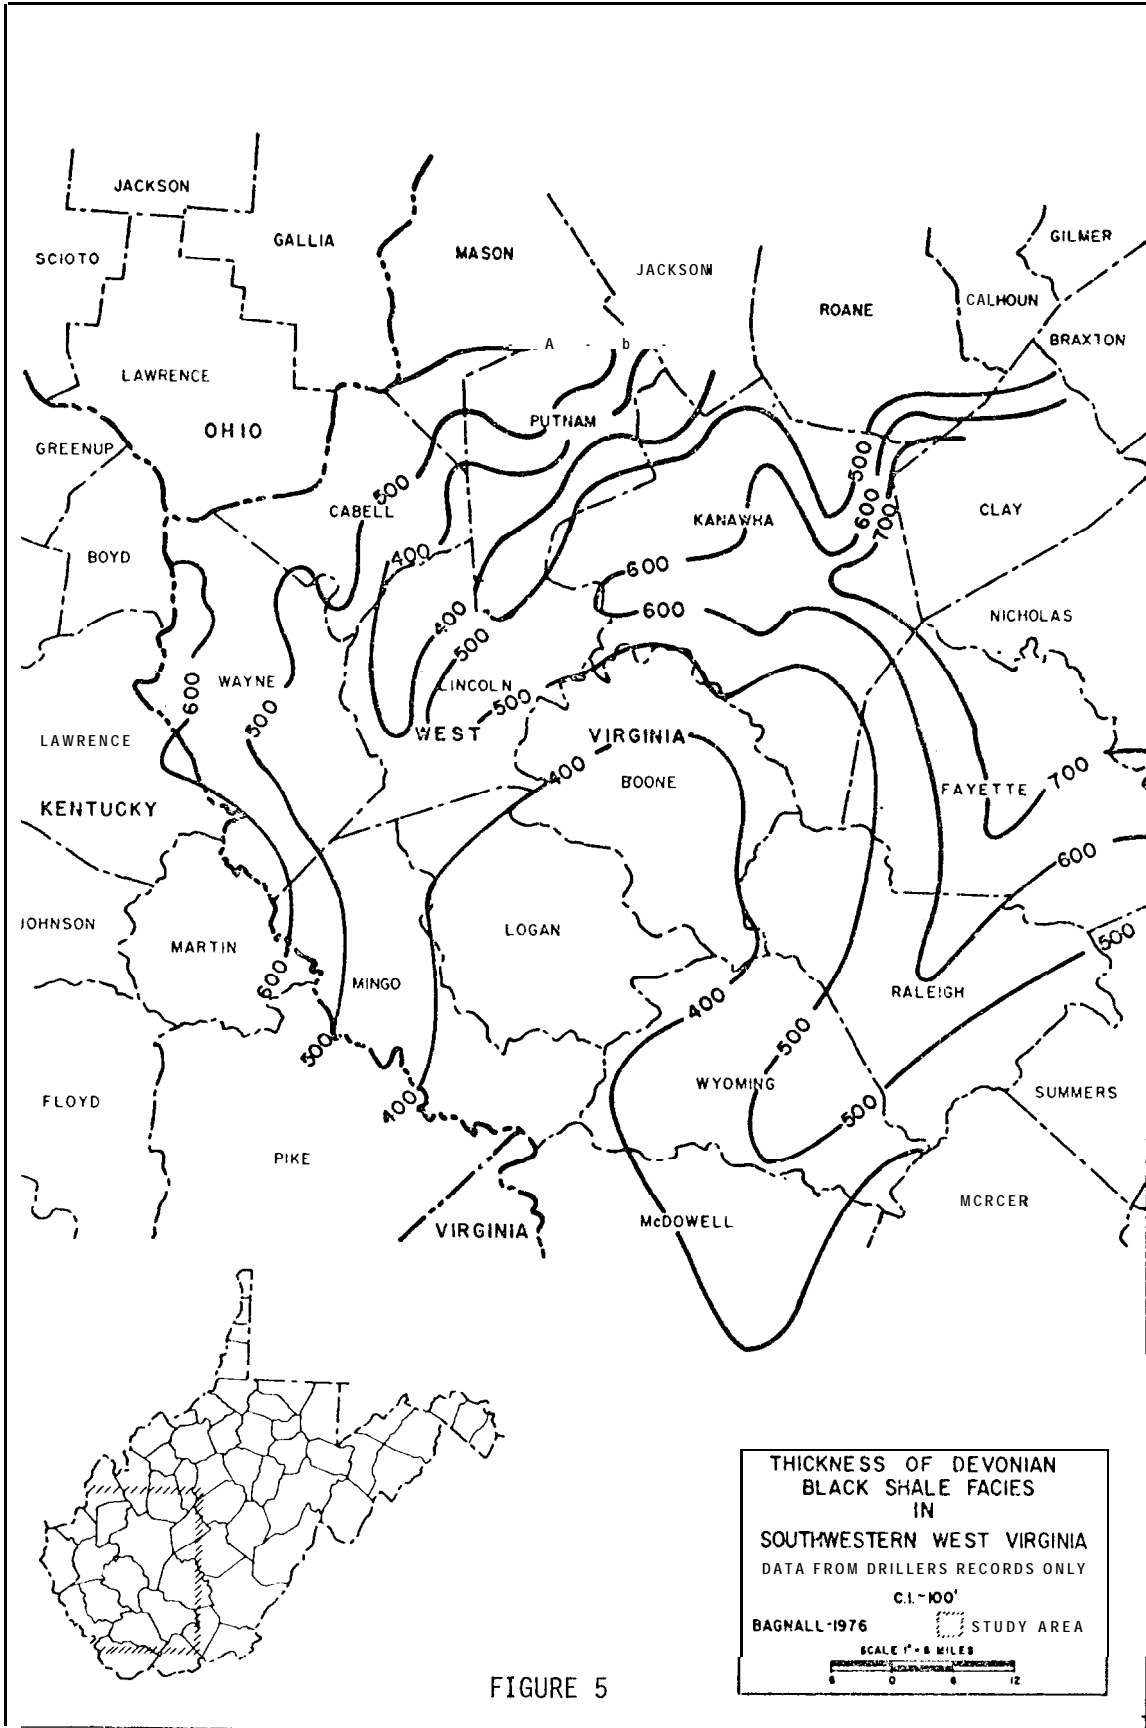 JACKSON
GALLIA
MASON
GILMER
SCIOTO
JACKSON
CALHOUN
ROANE
BRAXTON
A - b -
LAWRENCE
PUTNAM
OHIO
GREENUP
500
500
CABELL
600
CLAY
KANAWHA
700
BOYD
400
600
600
NICHOLAS
400
500
WAYNE
LINCOLN
600
500
500
WEST
VIRGINIA
LAWRENCE
400
700
BOONE
FAYETTE
KENTUCKY
600
JOHNSON
LOGAN
500
MARTIN
600
MINGO
RALEIGH
400
500
500
WYOMING
SUMMERS
FLOYD
400
500
PIKE
MCRCER
McDOWELL
VIRGINIA
THICKNESS OF DEVONIAN
BLACK SHALE FACIES
IN
SOUTHWESTERN WEST VIRGINIA
DATA FROM DRILLERS RECORDS ONLY
C.I.~100'
BAGNALL-1976 STUDY AREA
SCALE 1" = 6 MILES
6 0 6 12
FIGURE 5